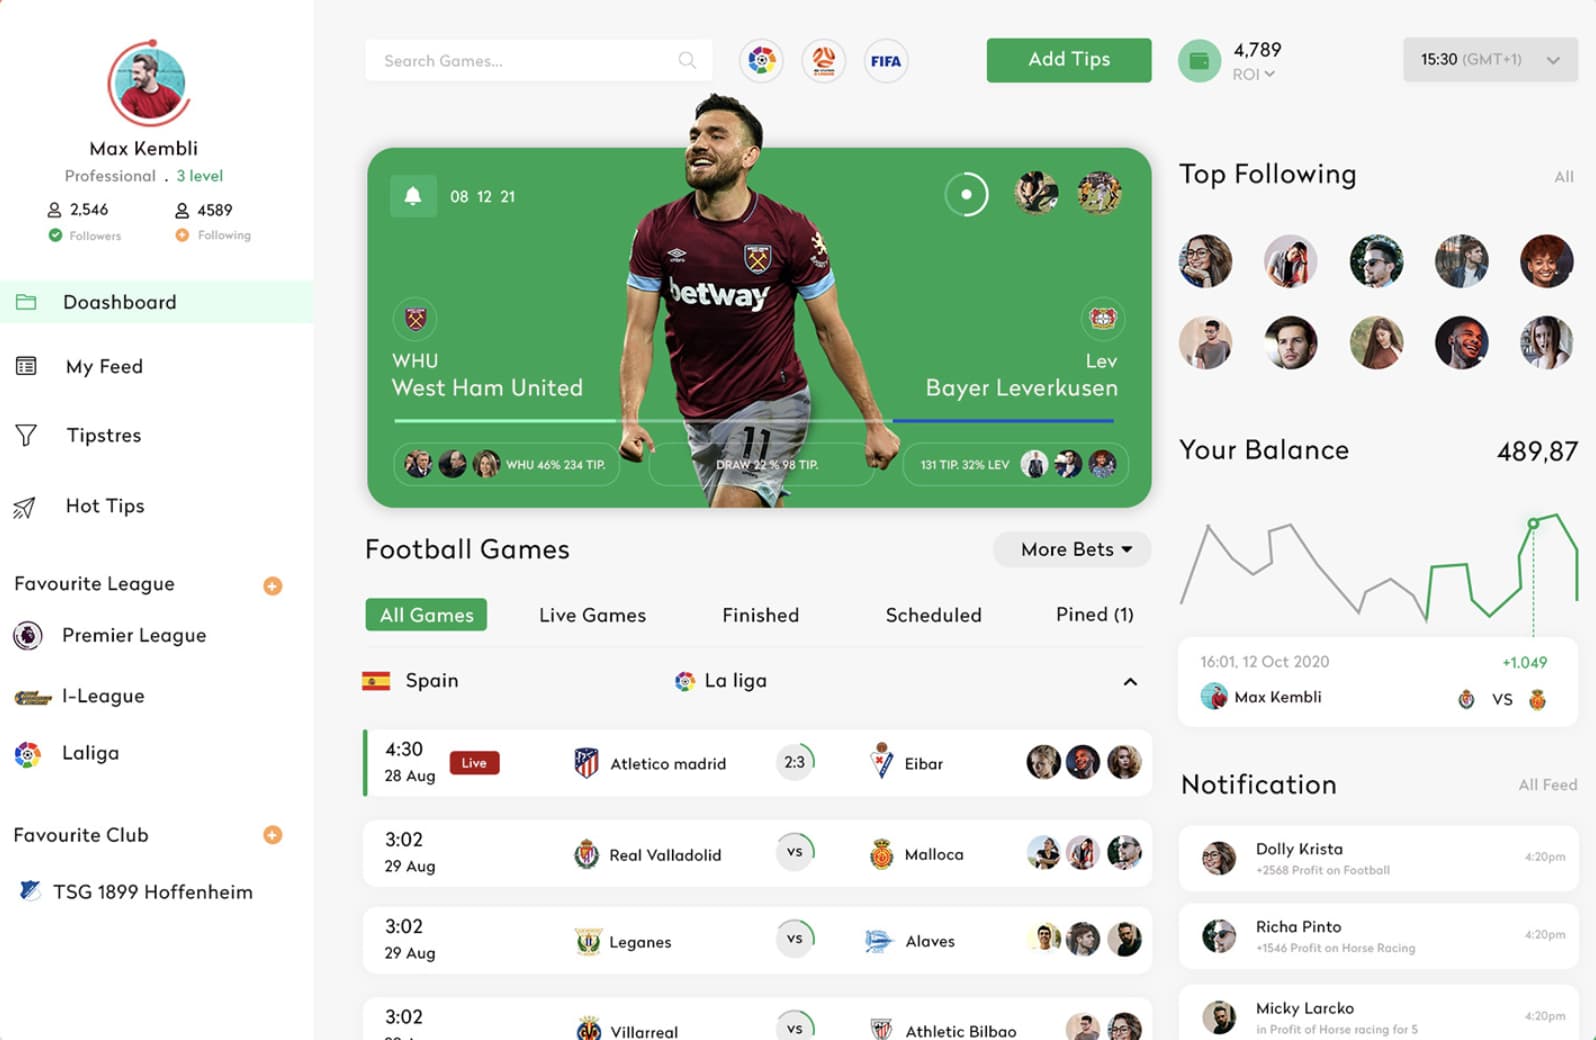 Max Kembli
Professional . 3 level
2,546 4589
Followers Following
Doashboard
My Feed
Tipstres
Hot Tips
Favourite League
Premier League
I-League
Laliga
Favourite Club
TSG 1899 Hoffenheim
Search Games...
FIFA
Add Tips
4,789
ROI
15:30 (GMT+1)
08 12 21
betway
11
WHU
West Ham United
Lev
Bayer Leverkusen
WHU 46% 234 TIP.
DRAW 22 % 98 TIP.
131 TIP. 32% LEV
Football Games
More Bets
All Games Live Games Finished Scheduled Pined (1)
Spain La liga
4:30
28 Aug
Live
Atletico madrid 2:3 Eibar
3:02
29 Aug
Real Valladolid vs Malloca
3:02
29 Aug
Leganes vs Alaves
3:02
Villarreal vs Athletic Bilbao
Top Following All
Your Balance 489,87
16:01, 12 Oct 2020 +1.049
Max Kembli VS
Notification All Feed
Dolly Krista
+2568 Profit on Football
4:20pm
Richa Pinto
+1546 Profit on Horse Racing
4:20pm
Micky Larcko
in Profit of Horse racing for 5
4:20pm